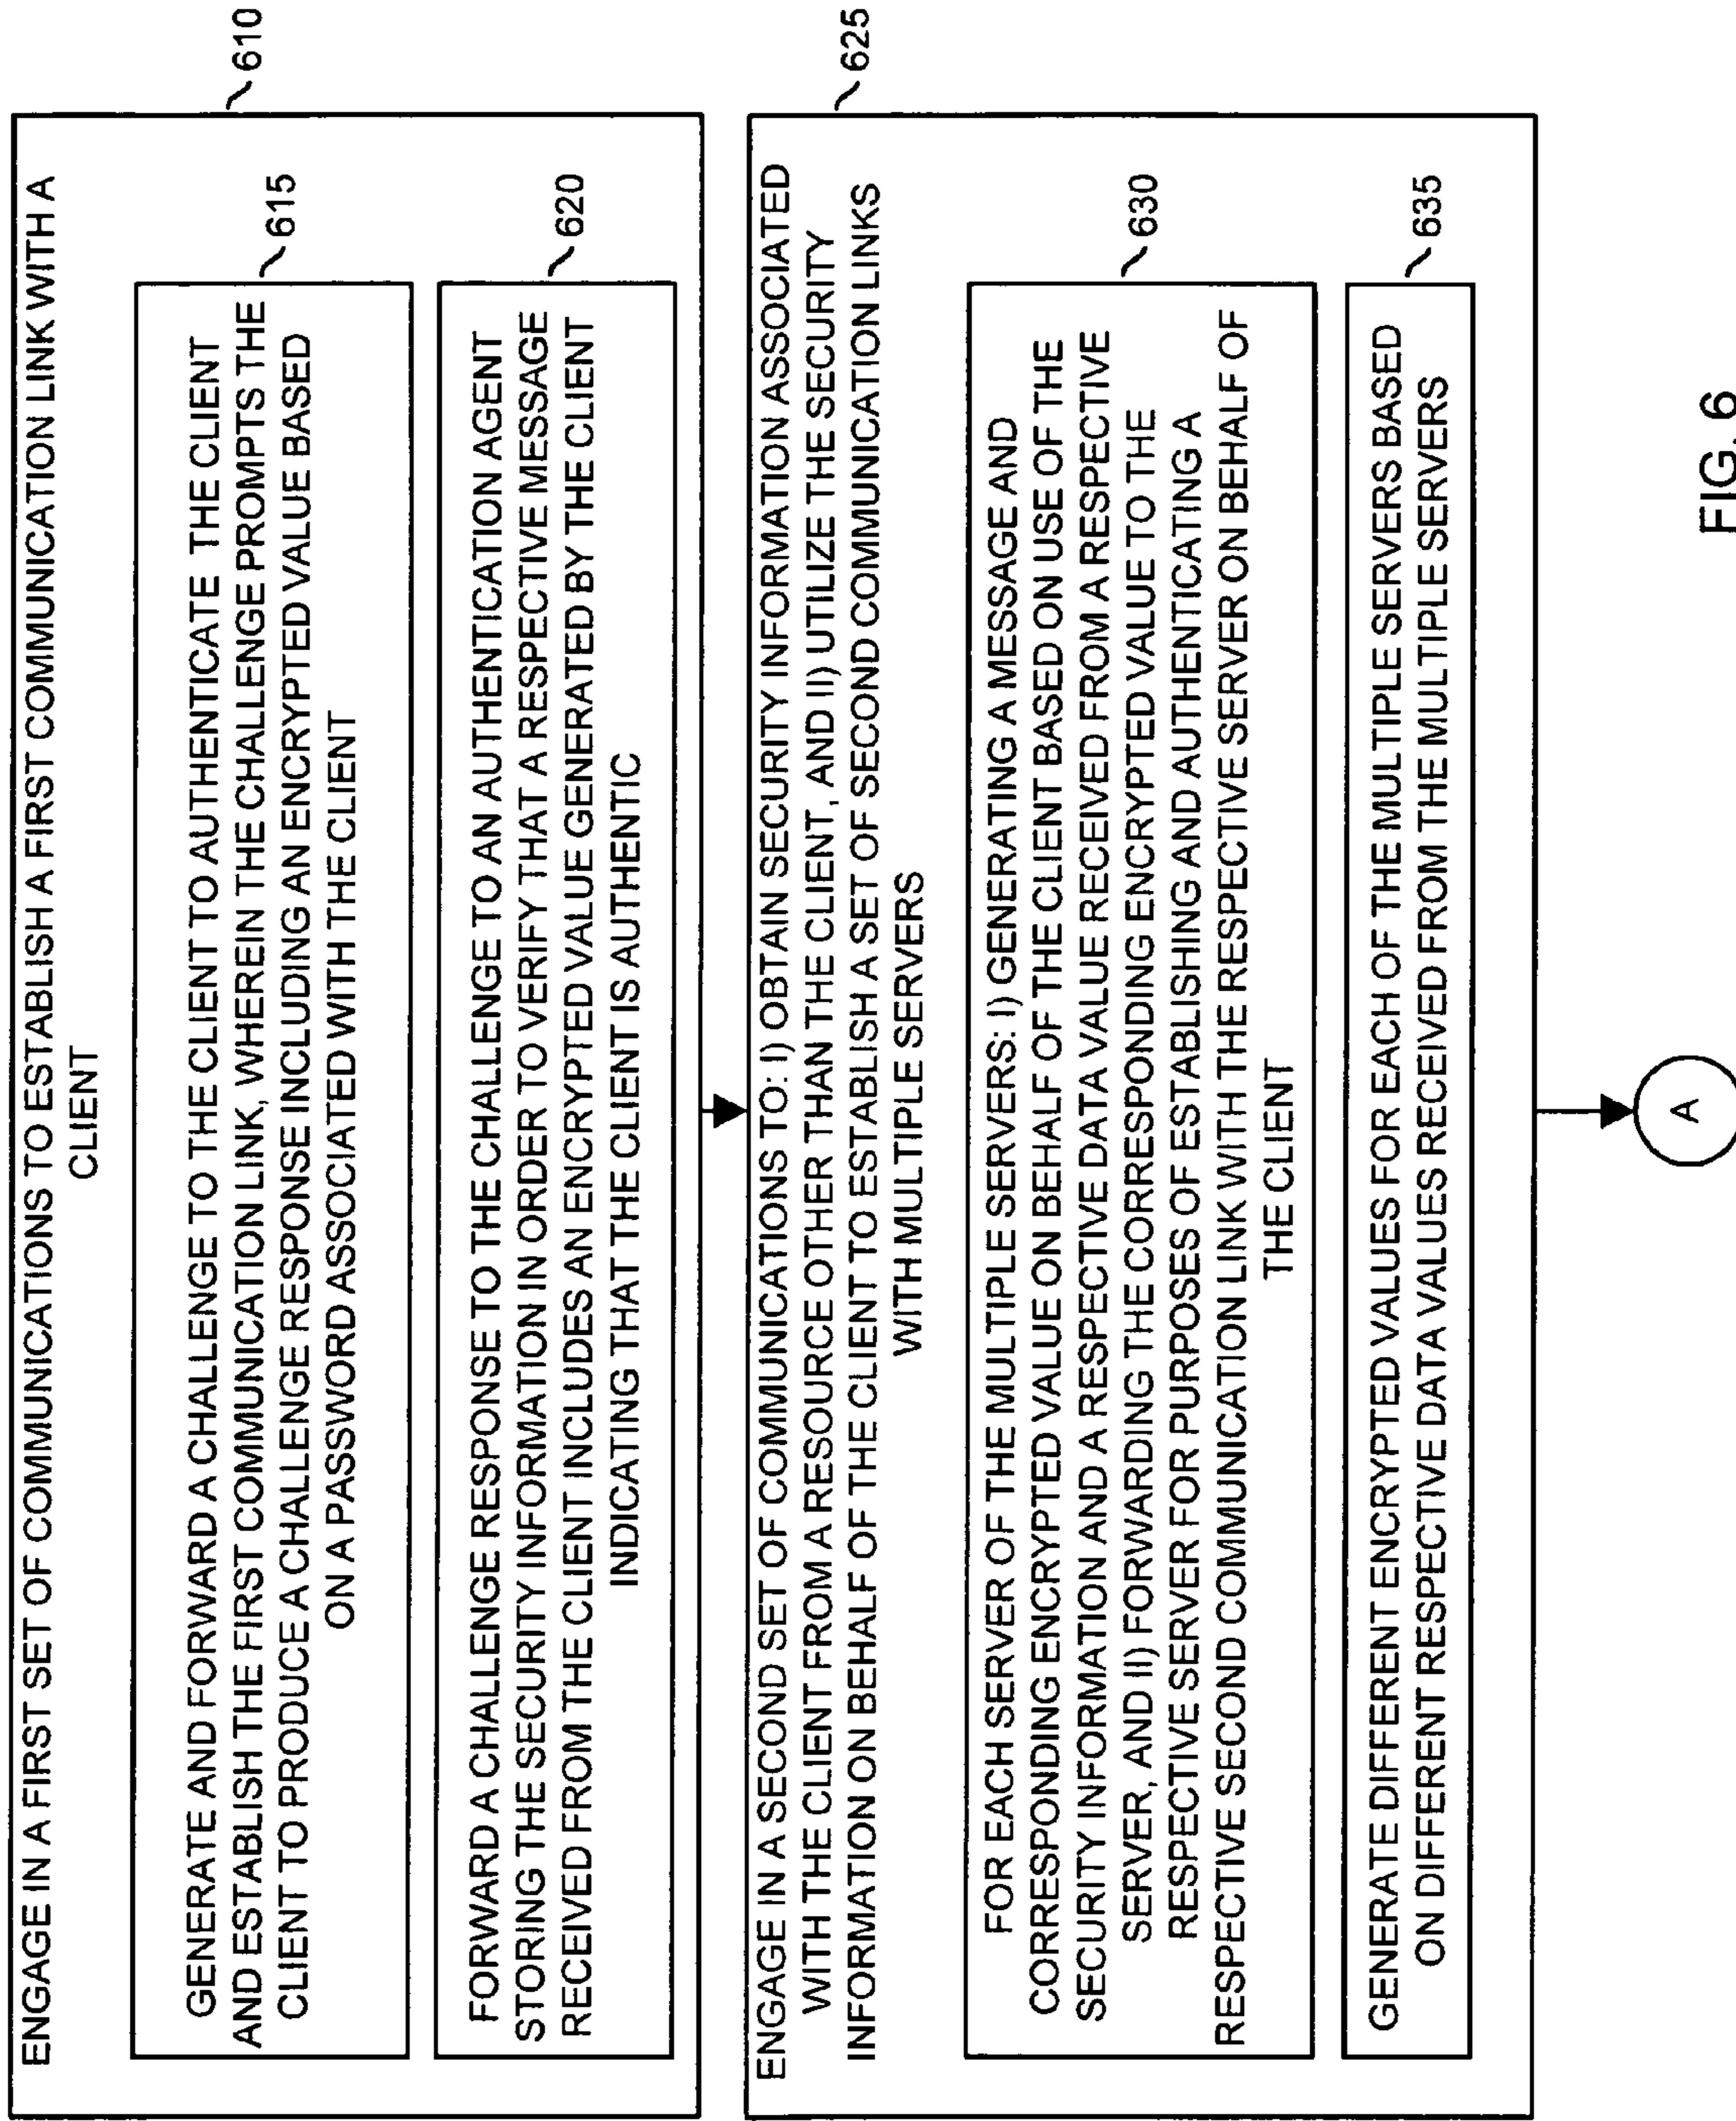 ENGAGE IN A FIRST SET OF COMMUNICATIONS TO ESTABLISH A FIRST COMMUNICATION LINK WITH A
CLIENT
610
GENERATE AND FORWARD A CHALLENGE TO THE CLIENT TO AUTHENTICATE THE CLIENT
AND ESTABLISH THE FIRST COMMUNICATION LINK, WHEREIN THE CHALLENGE PROMPTS THE
CLIENT TO PRODUCE A CHALLENGE RESPONSE INCLUDING AN ENCRYPTED VALUE BASED
ON A PASSWORD ASSOCIATED WITH THE CLIENT
615
FORWARD A CHALLENGE RESPONSE TO THE CHALLENGE TO AN AUTHENTICATION AGENT
STORING THE SECURITY INFORMATION IN ORDER TO VERIFY THAT A RESPECTIVE MESSAGE
RECEIVED FROM THE CLIENT INCLUDES AN ENCRYPTED VALUE GENERATED BY THE CLIENT
INDICATING THAT THE CLIENT IS AUTHENTIC
620
ENGAGE IN A SECOND SET OF COMMUNICATIONS TO: I) OBTAIN SECURITY INFORMATION ASSOCIATED
WITH THE CLIENT FROM A RESOURCE OTHER THAN THE CLIENT, AND II) UTILIZE THE SECURITY
INFORMATION ON BEHALF OF THE CLIENT TO ESTABLISH A SET OF SECOND COMMUNICATION LINKS
WITH MULTIPLE SERVERS
625
FOR EACH SERVER OF THE MULTIPLE SERVERS: I) GENERATING A MESSAGE AND
CORRESPONDING ENCRYPTED VALUE ON BEHALF OF THE CLIENT BASED ON USE OF THE
SECURITY INFORMATION AND A RESPECTIVE DATA VALUE RECEIVED FROM A RESPECTIVE
SERVER, AND II) FORWARDING THE CORRESPONDING ENCRYPTED VALUE TO THE
RESPECTIVE SERVER FOR PURPOSES OF ESTABLISHING AND AUTHENTICATING A
RESPECTIVE SECOND COMMUNICATION LINK WITH THE RESPECTIVE SERVER ON BEHALF OF
THE CLIENT
630
GENERATE DIFFERENT ENCRYPTED VALUES FOR EACH OF THE MULTIPLE SERVERS BASED
ON DIFFERENT RESPECTIVE DATA VALUES RECEIVED FROM THE MULTIPLE SERVERS
635
A
FIG. 6